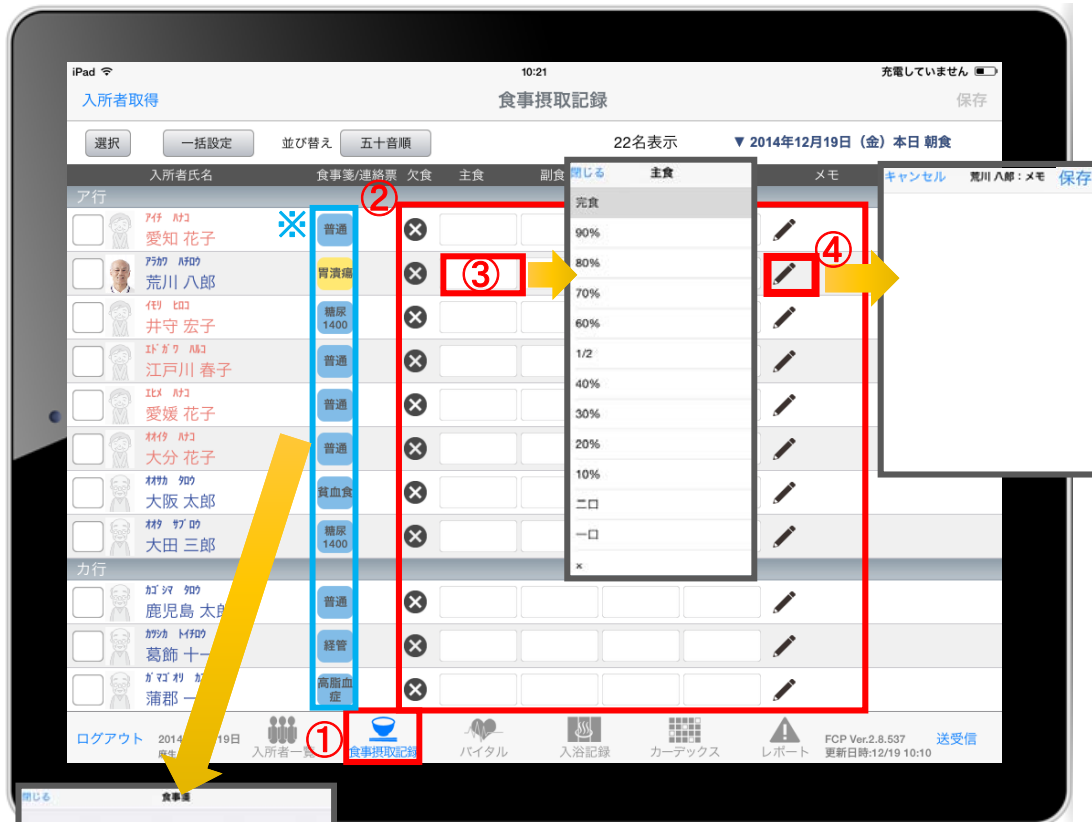 iPad 10:21 充電していません
入所者取得 食事摂取記録 保存
選択 一括設定 並び替え 五十音順 22名表示 ▼ 2014年12月19日（金）本日 朝食
入所者氏名 食事箋/連絡票 欠食 主食 副食 メモ
ア行
②
※
アイチ ハナコ
愛知 花子 普通
アラカワ ハチロウ
荒川 八郎 胃潰瘍
③
④
イモリ ヒロコ
井守 宏子 糖尿 1400
エドガワ ハルコ
江戸川 春子 普通
エヒメ ハナコ
愛媛 花子 普通
オオイタ ハナコ
大分 花子 普通
オオサカ タロウ
大阪 太郎 貧血食
オオタ サブロウ
大田 三郎 糖尿 1400
カ行
カゴシマ タロウ
鹿児島 太 普通
カツシカ トイチロウ
葛飾 十一 経管
ガマゴオリ
蒲郡 一 高脂血症
閉じる 主食
完食
90%
80%
70%
60%
1/2
40%
30%
20%
10%
二口
一口
×
キャンセル 荒川 八郎：メモ 保存
①
ログアウト 2014 19日
入所者一覧 食事摂取記録 バイタル 入浴記録 カーデックス レポート
FCP Ver.2.8.537
更新日時:12/19 10:10
送受信
閉じる 食事箋